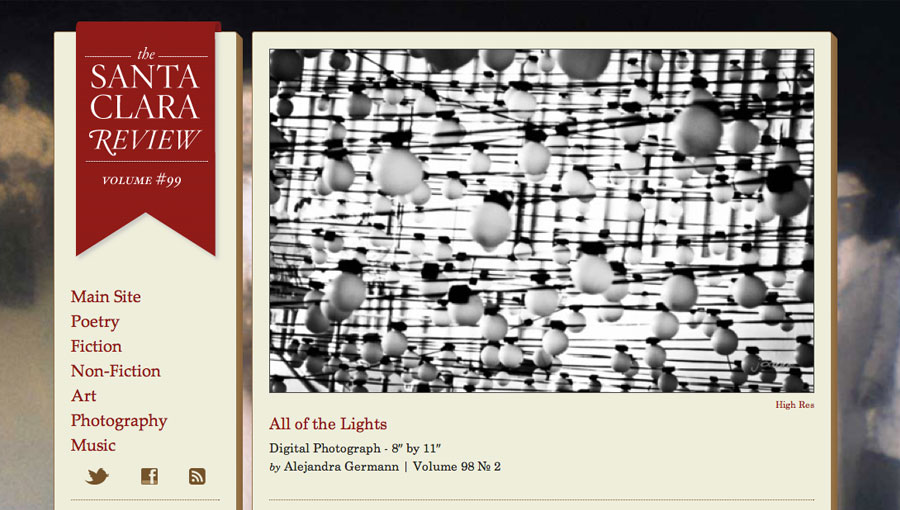 the
SANTA
CLARA
REVIEW
VOLUME #99
Main Site
Poetry
Fiction
Non-Fiction
Art
Photography
Music
High Res
All of the Lights
Digital Photograph - 8″ by 11″
by Alejandra Germann | Volume 98 № 2